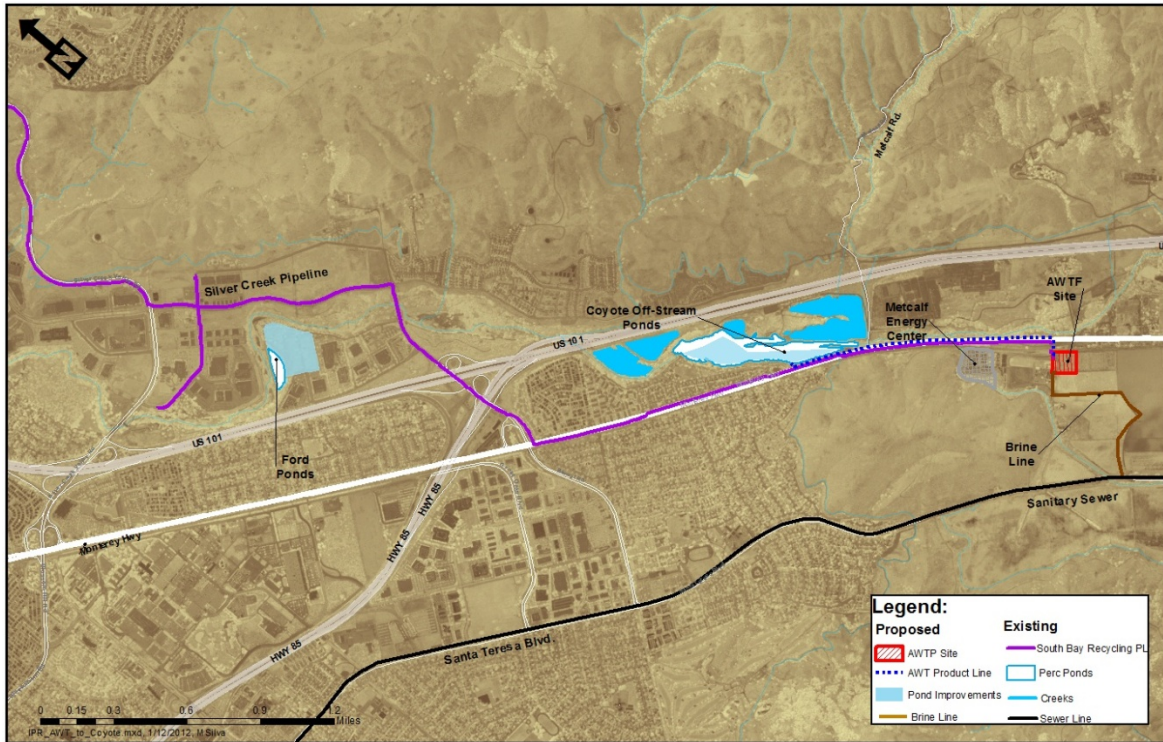 N
Metcalf Rd.
Silver Creek Pipeline
Coyote Off-Stream
Ponds
US 101
Metcalf
Energy
Center
AWTF
Site
U
US 101
Ford
Ponds
Brine
Line
Monterey Hwy
HWY 85
HWY 85
HWY 85
Sanitary Sewer
Santa Teresa Blvd.
0 0.3 0.6 0.9 1.2
Miles
IPR_AWT_to_Coyote.mxd, 1/12/2012, MSilva
Legend:
Proposed
AWTP Site
AWT Product Line
Pond Improvements
Brine Line
Existing
South Bay Recycling PL
Perc Ponds
Creeks
Sewer Line